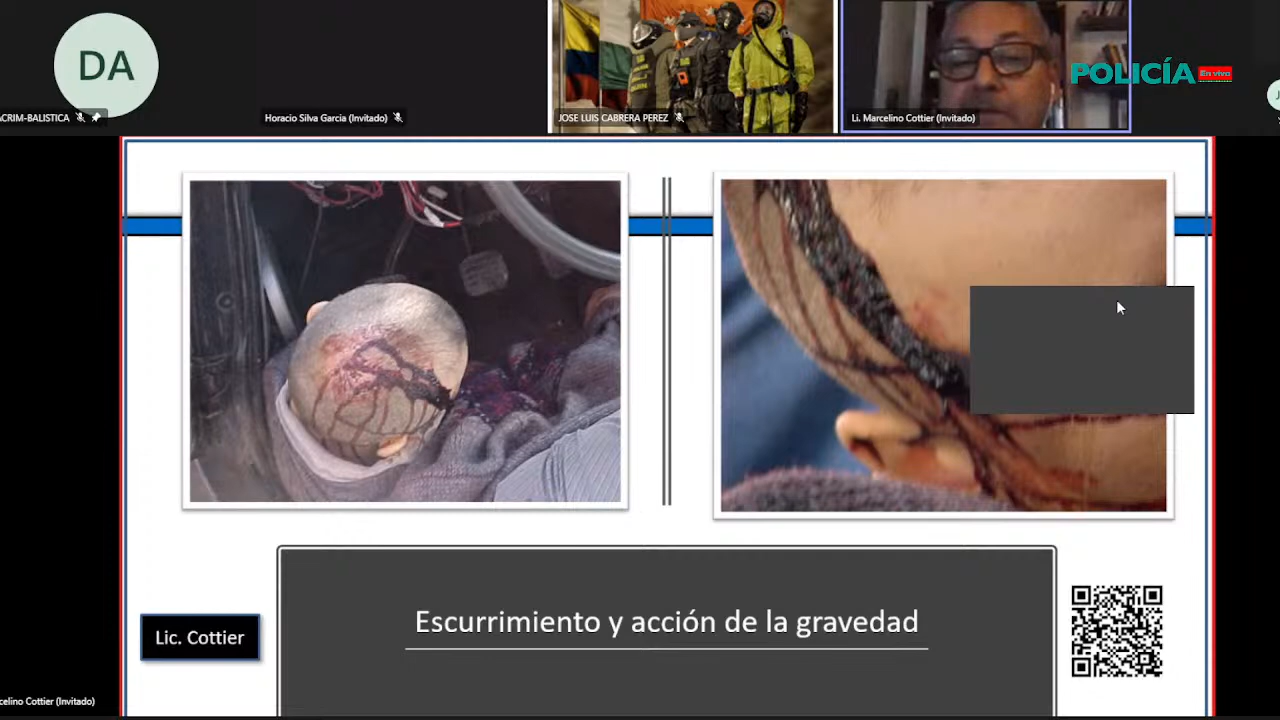 DA
ACRIM-BALISTICA
Horacio Silva Garcia (Invitado)
JOSE LUIS CABRERA PEREZ
Li. Marcelino Cottier (Invitado)
POLICÍA
En vivo
Escurrimiento y acción de la gravedad
Lic. Cottier
celino Cottier (Invitado)